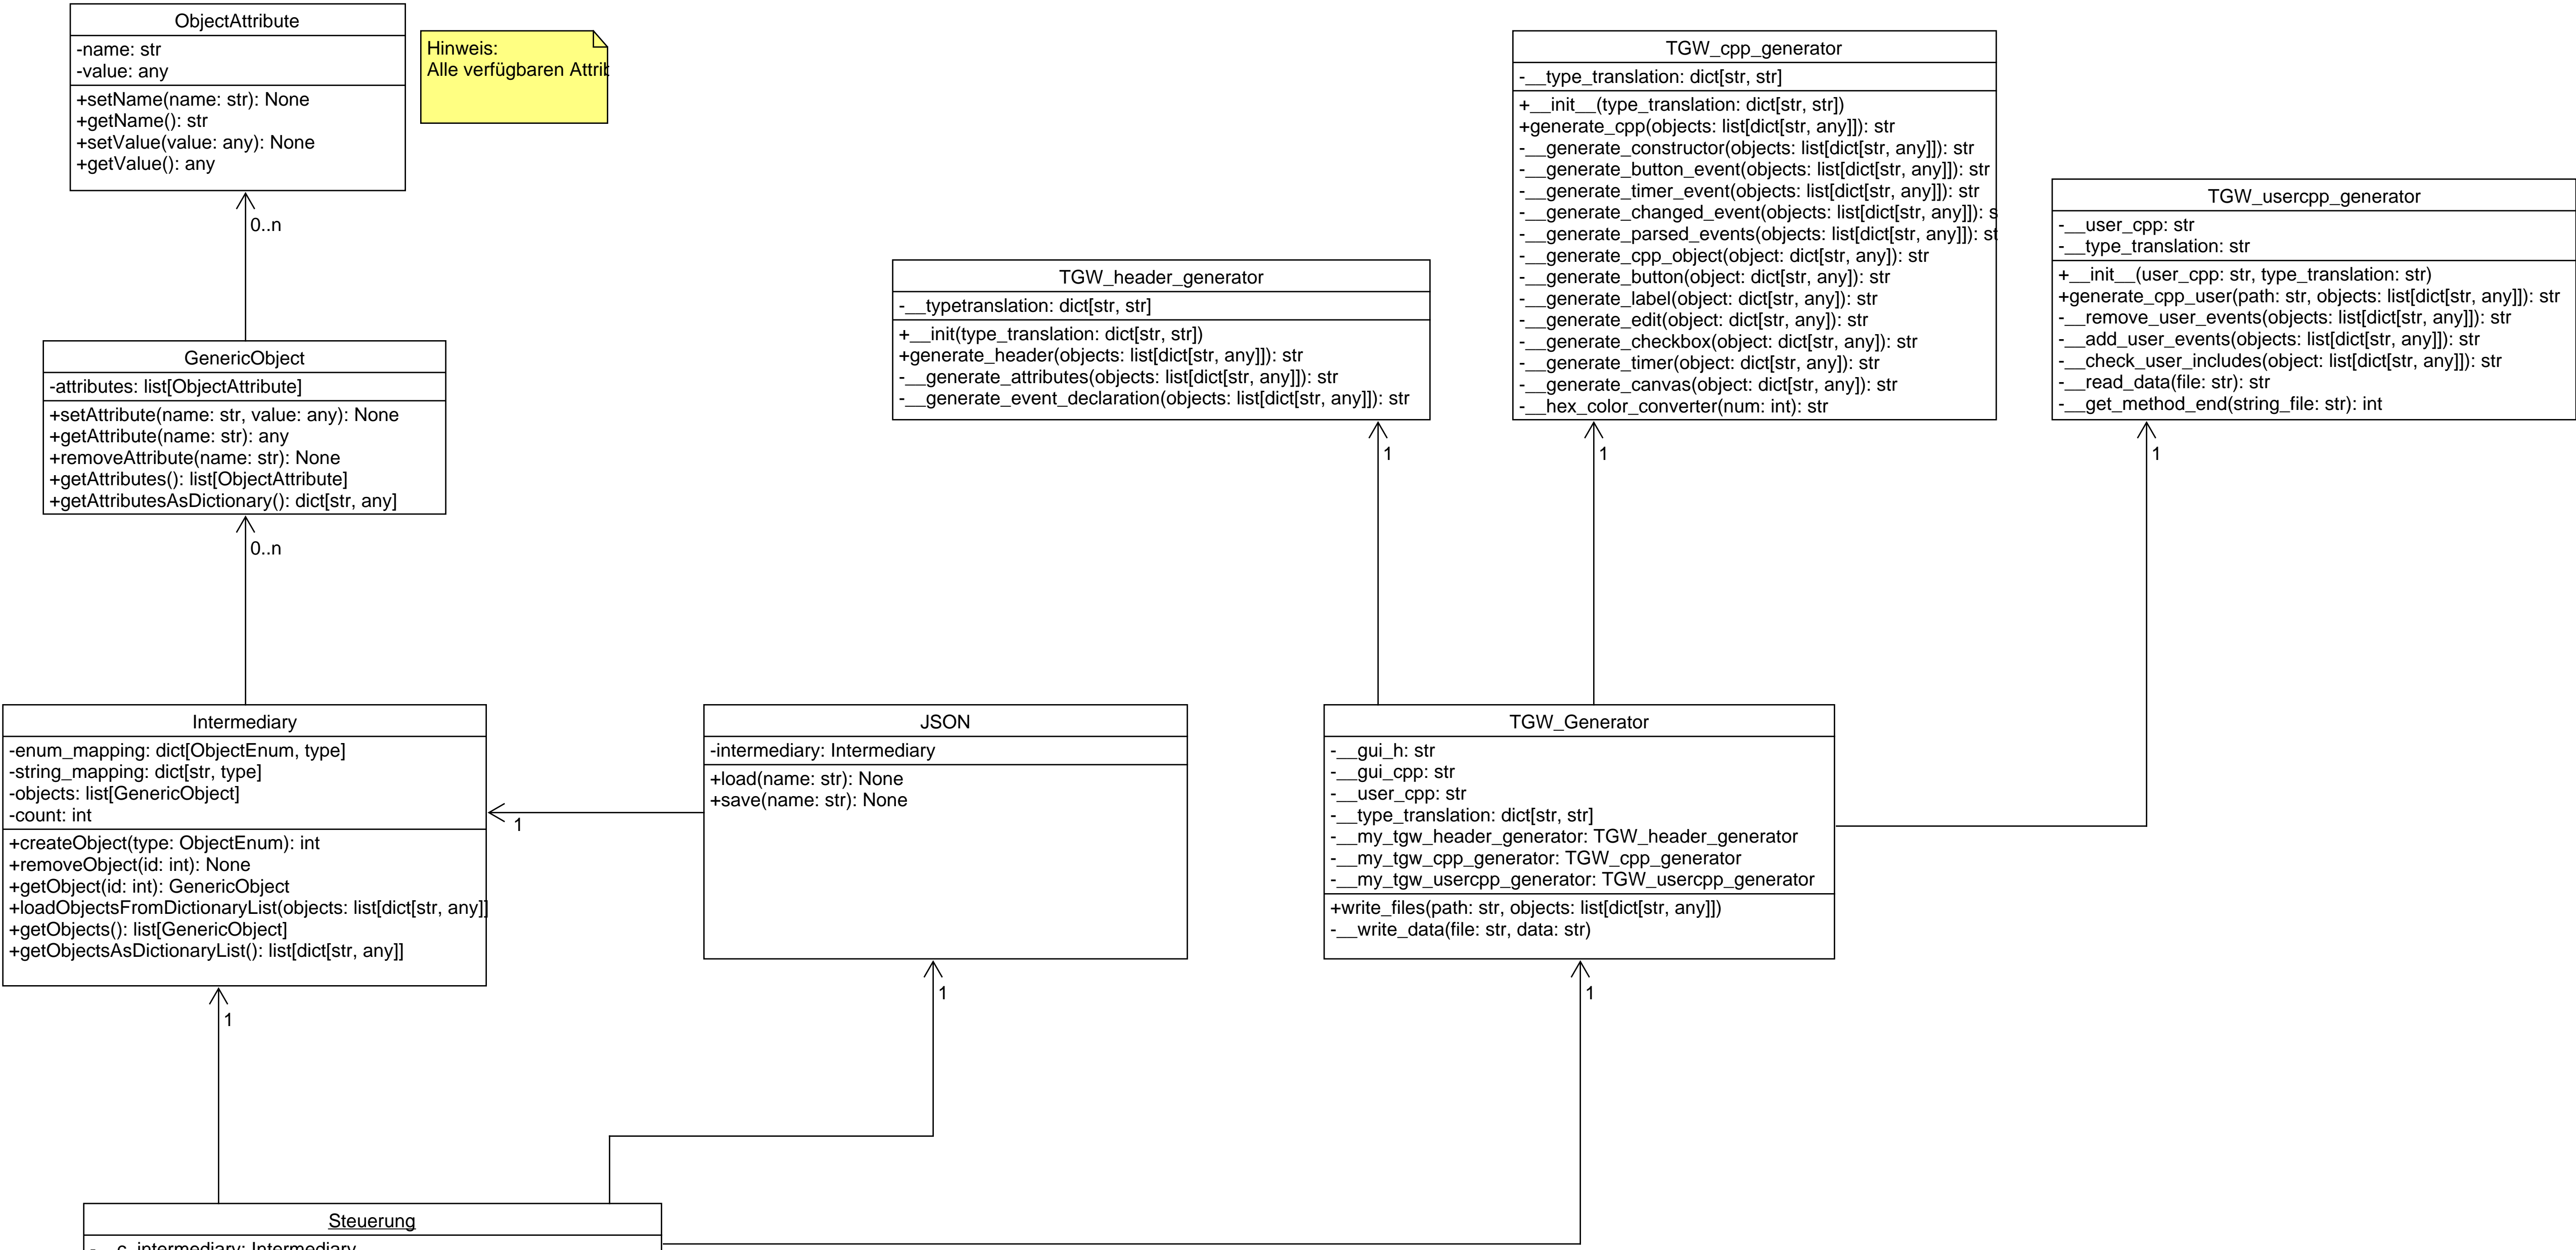 ObjectAttribute
-name: str
-value: any
+setName(name: str): None
+getName(): str
+setValue(value: any): None
+getValue(): any
Hinweis:
Alle verfügbaren Attrib
0..n
GenericObject
-attributes: list[ObjectAttribute]
+setAttribute(name: str, value: any): None
+getAttribute(name: str): any
+removeAttribute(name: str): None
+getAttributes(): list[ObjectAttribute]
+getAttributesAsDictionary(): dict[str, any]
0..n
TGW_header_generator
-__typetranslation: dict[str, str]
+__init(type_translation: dict[str, str])
+generate_header(objects: list[dict[str, any]]): str
-__generate_attributes(objects: list[dict[str, any]]): str
-__generate_event_declaration(objects: list[dict[str, any]]): str
1
TGW_cpp_generator
-__type_translation: dict[str, str]
+__init__(type_translation: dict[str, str])
+generate_cpp(objects: list[dict[str, any]]): str
-__generate_constructor(objects: list[dict[str, any]]): str
-__generate_button_event(objects: list[dict[str, any]]): str
-__generate_timer_event(objects: list[dict[str, any]]): str
-__generate_changed_event(objects: list[dict[str, any]]): s
-__generate_parsed_events(objects: list[dict[str, any]]): st
-__generate_cpp_object(object: dict[str, any]): str
-__generate_button(object: dict[str, any]): str
-__generate_label(object: dict[str, any]): str
-__generate_edit(object: dict[str, any]): str
-__generate_checkbox(object: dict[str, any]): str
-__generate_timer(object: dict[str, any]): str
-__generate_canvas(object: dict[str, any]): str
-__hex_color_converter(num: int): str
1
TGW_usercpp_generator
-__user_cpp: str
-__type_translation: str
+__init__(user_cpp: str, type_translation: str)
+generate_cpp_user(path: str, objects: list[dict[str, any]]): str
-__remove_user_events(objects: list[dict[str, any]]): str
-__add_user_events(objects: list[dict[str, any]]): str
-__check_user_includes(object: list[dict[str, any]]): str
-__read_data(file: str): str
-__get_method_end(string_file: str): int
1
Intermediary
-enum_mapping: dict[ObjectEnum, type]
-string_mapping: dict[str, type]
-objects: list[GenericObject]
-count: int
+createObject(type: ObjectEnum): int
+removeObject(id: int): None
+getObject(id: int): GenericObject
+loadObjectsFromDictionaryList(objects: list[dict[str, any]]
+getObjects(): list[GenericObject]
+getObjectsAsDictionaryList(): list[dict[str, any]]
1
JSON
-intermediary: Intermediary
+load(name: str): None
+save(name: str): None
TGW_Generator
-__gui_h: str
-__gui_cpp: str
-__user_cpp: str
-__type_translation: dict[str, str]
-__my_tgw_header_generator: TGW_header_generator
-__my_tgw_cpp_generator: TGW_cpp_generator
-__my_tgw_usercpp_generator: TGW_usercpp_generator
+write_files(path: str, objects: list[dict[str, any]])
-__write_data(file: str, data: str)
1
1
1
Steuerung
-__c_intermediary: Intermediary